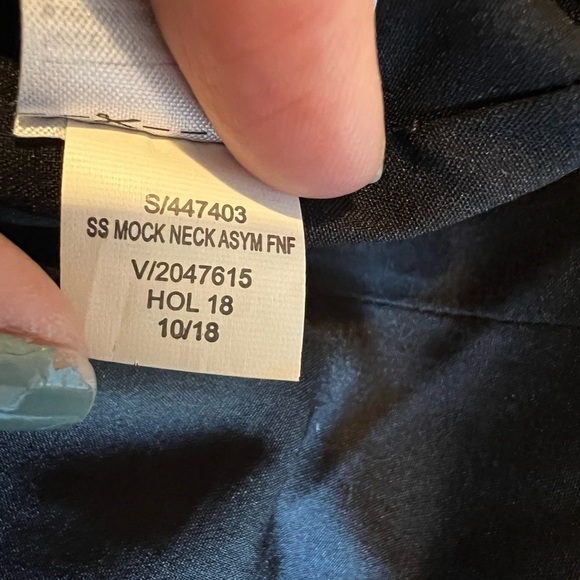 S/447403
SS MOCK NECK ASYM FNF
V/2047615
HOL 18
10/18